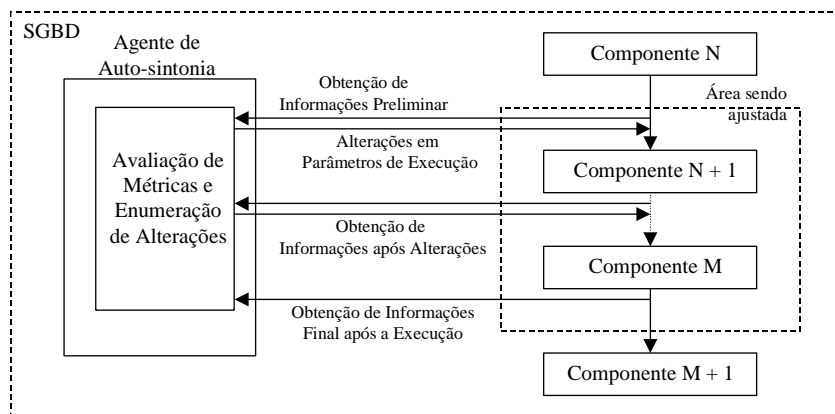 SGBD
Agente de
Auto-sintonia
Componente N
Obtenção de
Informações Preliminar
Área sendo
ajustada
Alterações em
Parâmetros de Execução
Avaliação de
Métricas e
Enumeração
de Alterações
Componente N + 1
Obtenção de
Informações após Alterações
Componente M
Obtenção de Informações
Final após a Execução
Componente M + 1